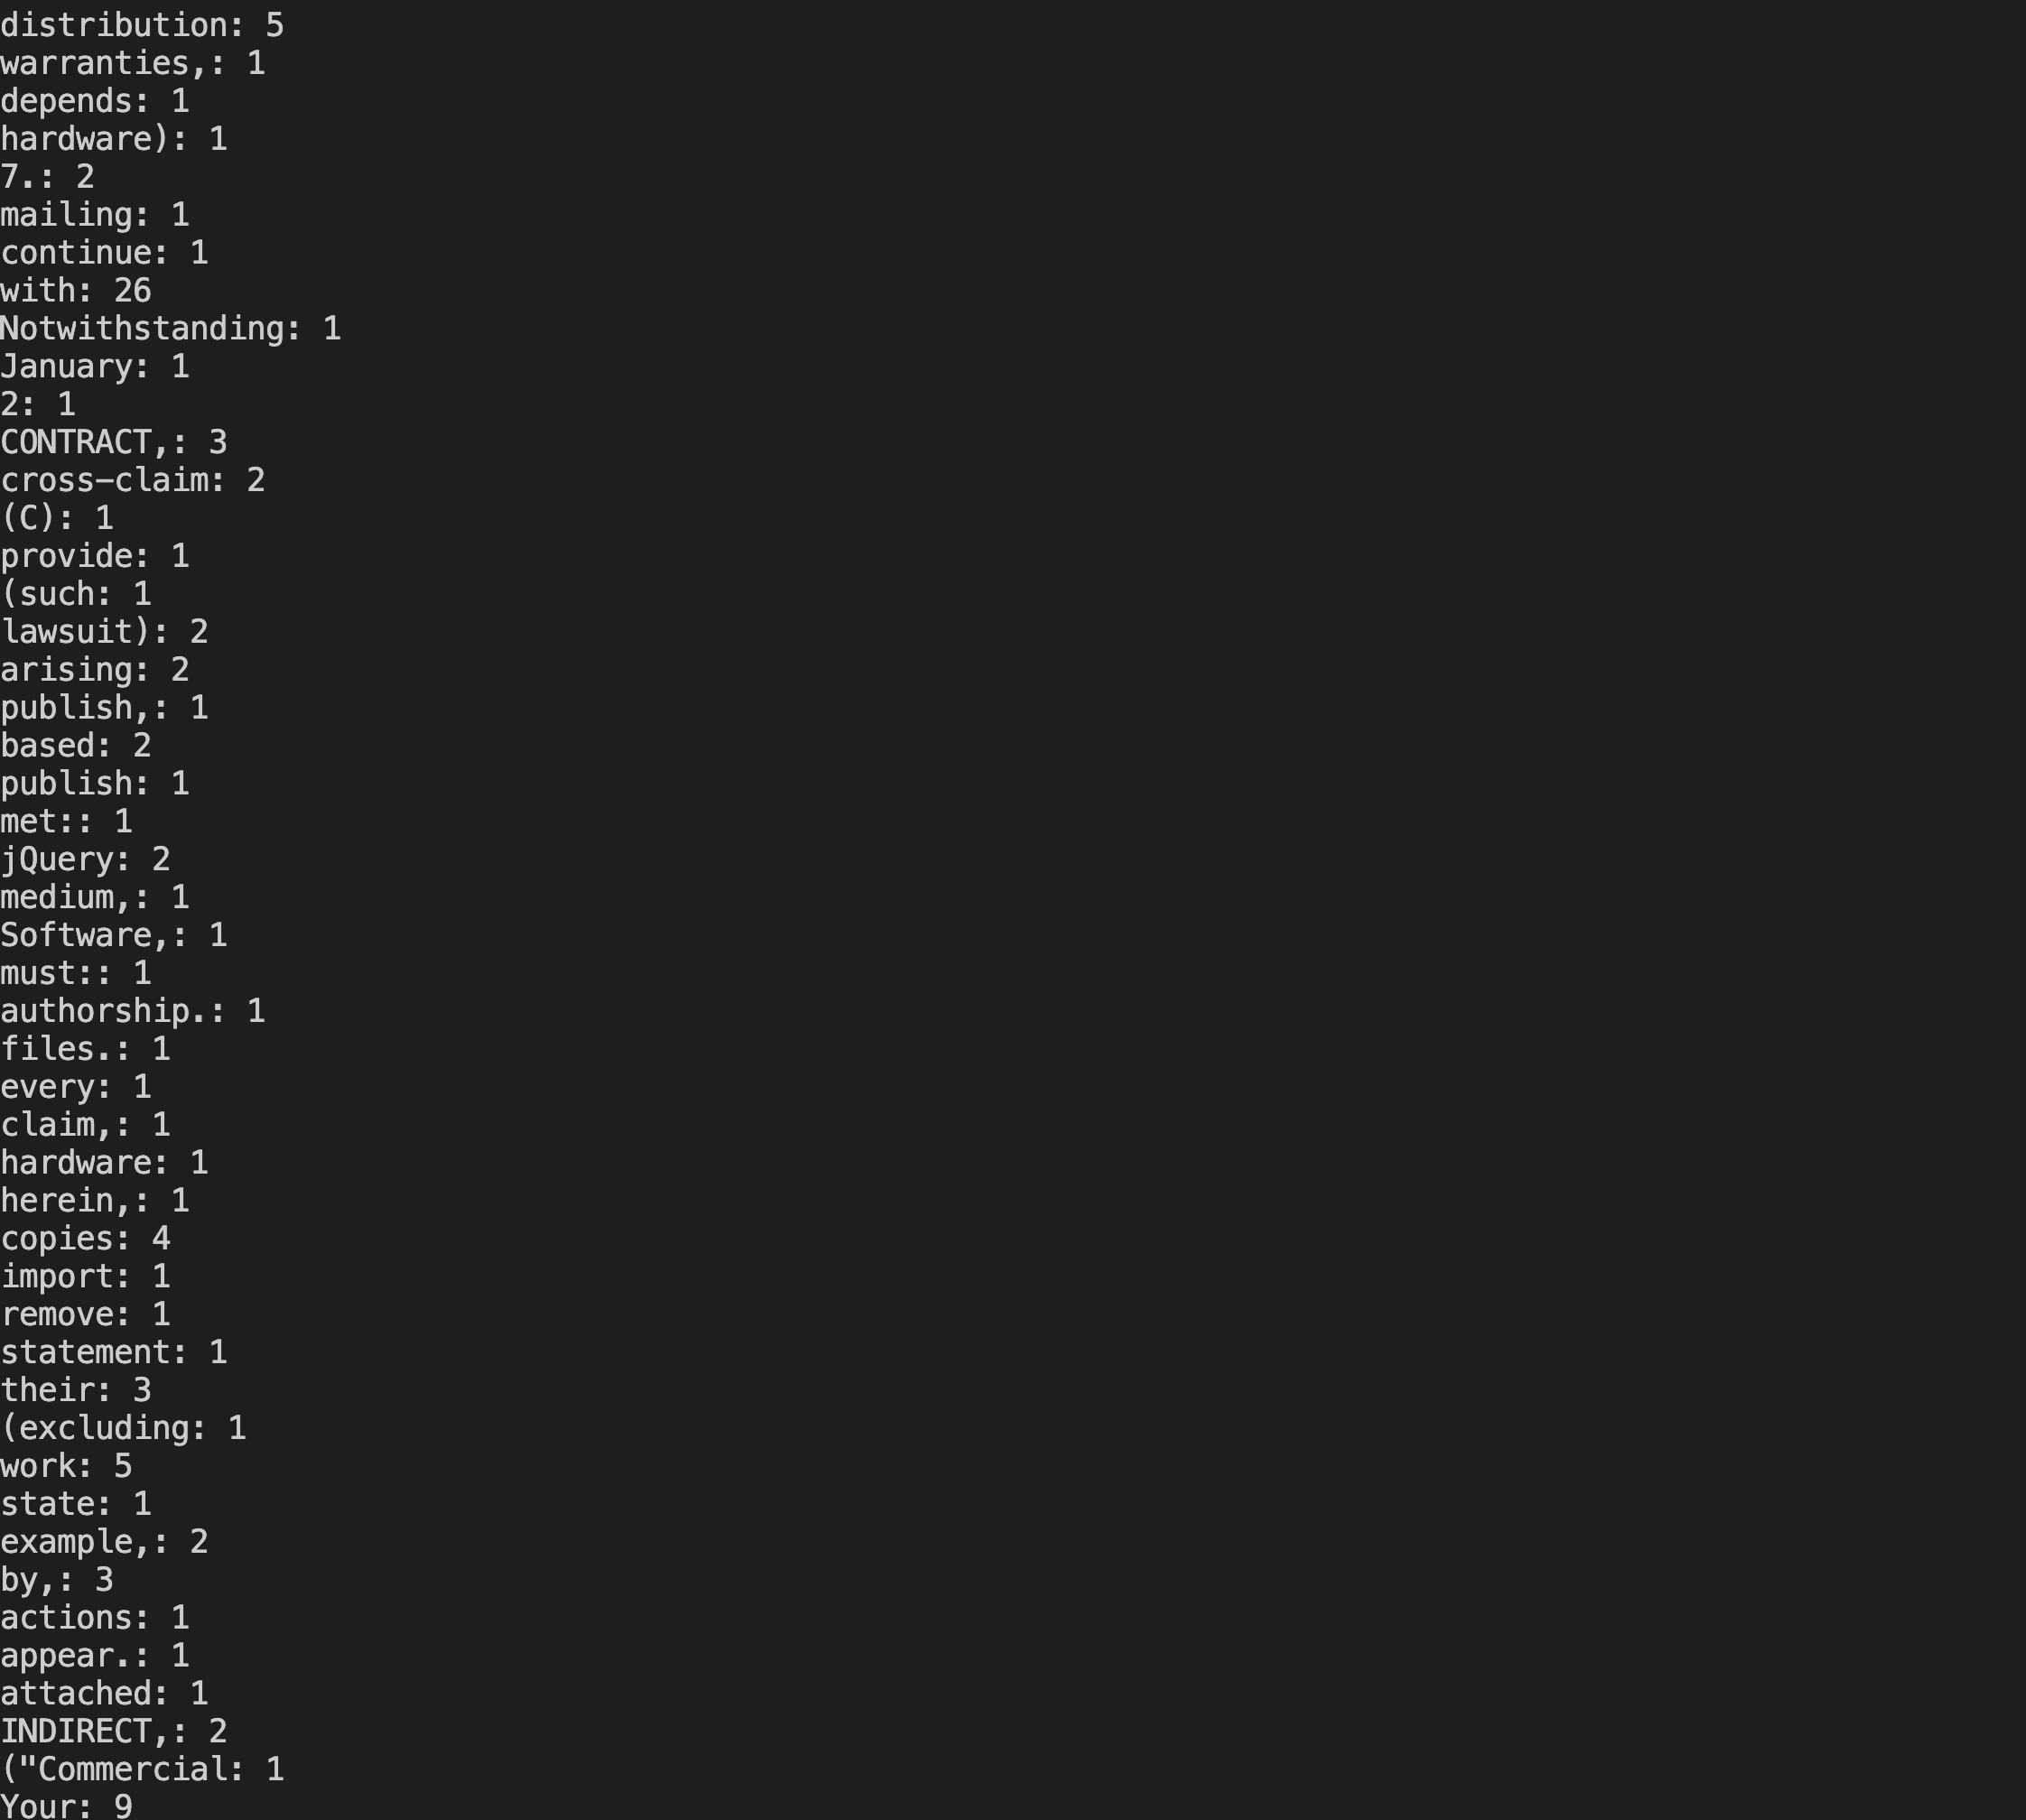 distribution: 5
warranties,: 1
depends: 1
hardware): 1
7.: 2
mailing: 1
continue: 1
with: 26
Notwithstanding: 1
January: 1
2: 1
CONTRACT,: 3
cross-claim: 2
(C): 1
provide: 1
(such: 1
lawsuit): 2
arising: 2
publish,: 1
based: 2
publish: 1
met:: 1
jQuery: 2
medium,: 1
Software,: 1
must:: 1
authorship.: 1
files.: 1
every: 1
claim,: 1
hardware: 1
herein,: 1
copies: 4
import: 1
remove: 1
statement: 1
their: 3
(excluding: 1
work: 5
state: 1
example,: 2
by,: 3
actions: 1
appear.: 1
attached: 1
INDIRECT,: 2
("Commercial: 1
Your: 9